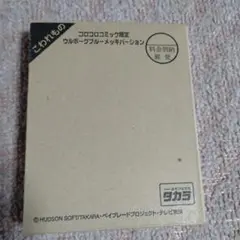 こわれもの
コロコロコミック限定
ウルボーグブルーメッキバージョン
料金別納
郵便
タカラ
©HUDSON SOFT/TAKARA・ベイブレードプロジェクト・テレビ東京